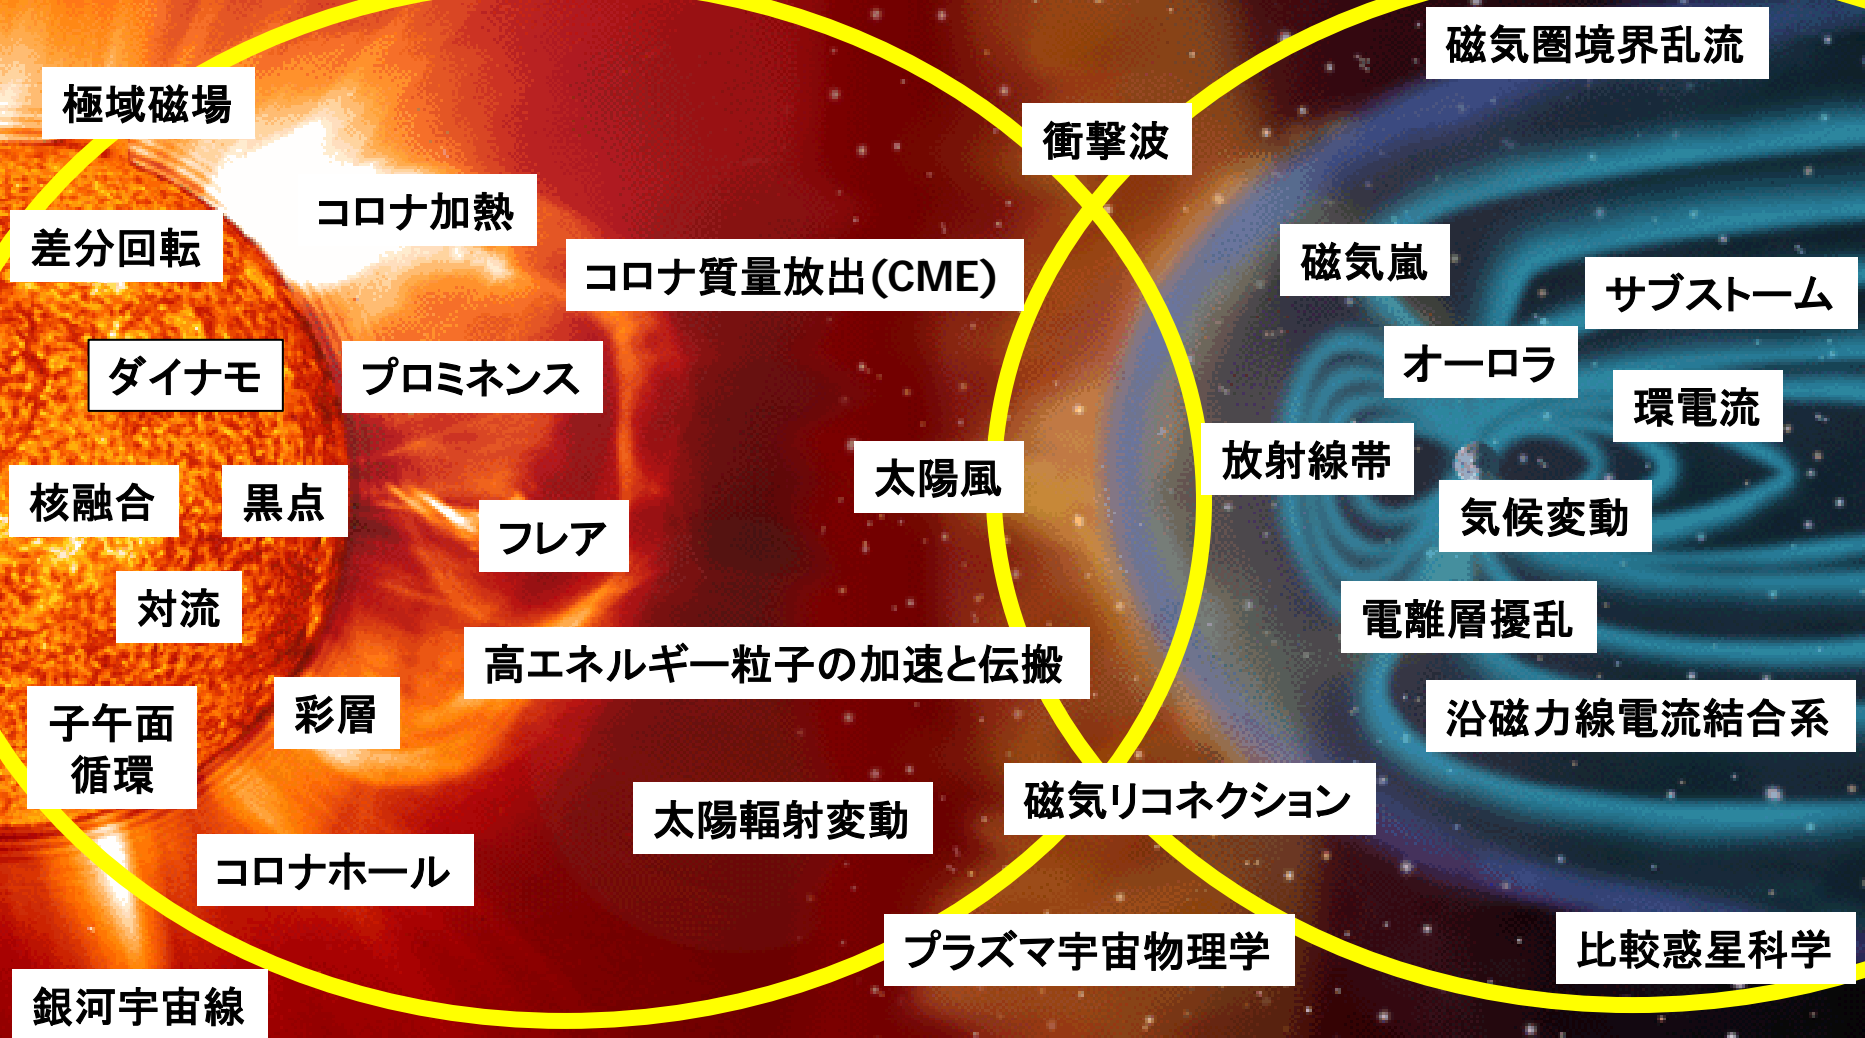 磁気圏境界乱流
極域磁場
衝撃波
コロナ加熱
差分回転
磁気嵐
コロナ質量放出(CME)
サブストーム
オーロラ
ダイナモ
プロミネンス
環電流
放射線帯
太陽風
核融合
黒点
気候変動
フレア
対流
電離層擾乱
高エネルギー粒子の加速と伝搬
彩層
沿磁力線電流結合系
子午面
循環
磁気リコネクション
太陽輻射変動
コロナホール
プラズマ宇宙物理学
比較惑星科学
銀河宇宙線